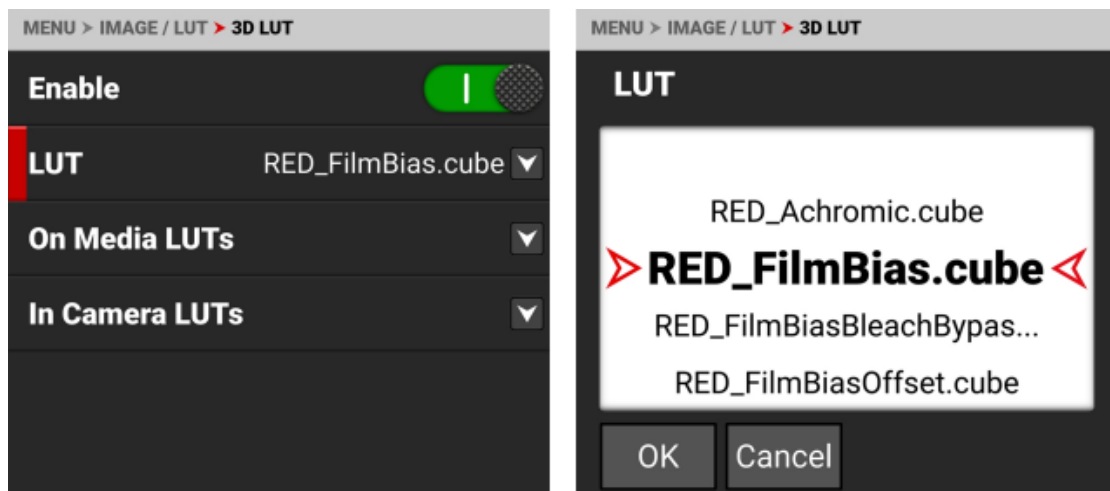 MENU > IMAGE / LUT > 3D LUT
Enable
LUT RED_FilmBias.cube
On Media LUTs
In Camera LUTs
MENU > IMAGE / LUT > 3D LUT
LUT
RED_Achromic.cube
RED_FilmBias.cube
RED_FilmBiasBleachBypas...
RED_FilmBiasOffset.cube
OK Cancel